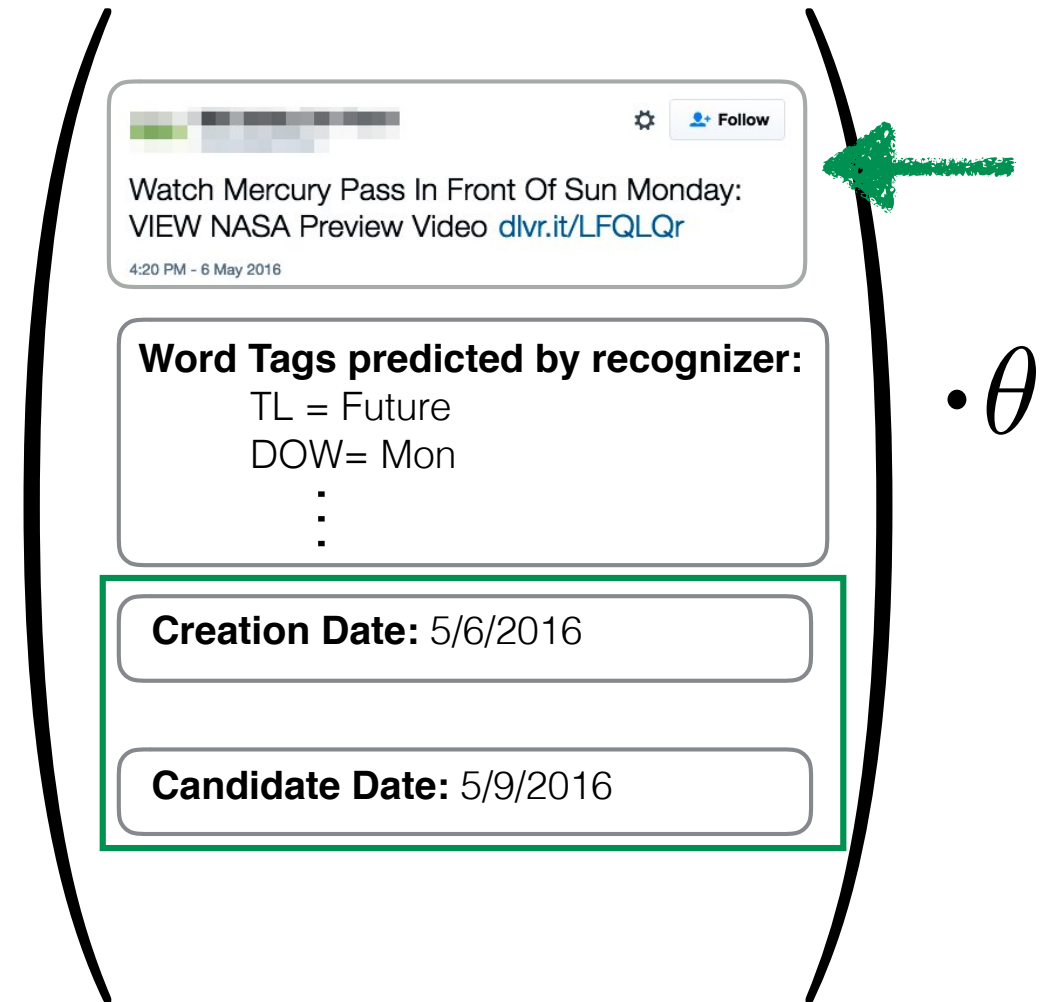 Follow
Watch Mercury Pass In Front Of Sun Monday:
VIEW NASA Preview Video dlvr.it/LFQLQr
4:20 PM - 6 May 2016
Word Tags predicted by recognizer:
TL = Future
DOW= Mon
⋮
· θ
Creation Date: 5/6/2016
Candidate Date: 5/9/2016